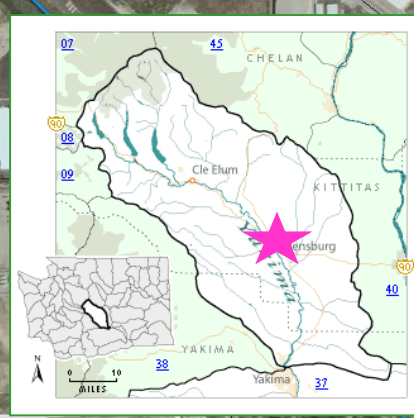 07
45
CHELAN
90
08
Cle Elum
09
KITTITAS
ensburg
90
40
N
0 10
MILES
YAKIMA
38
Yakima
37